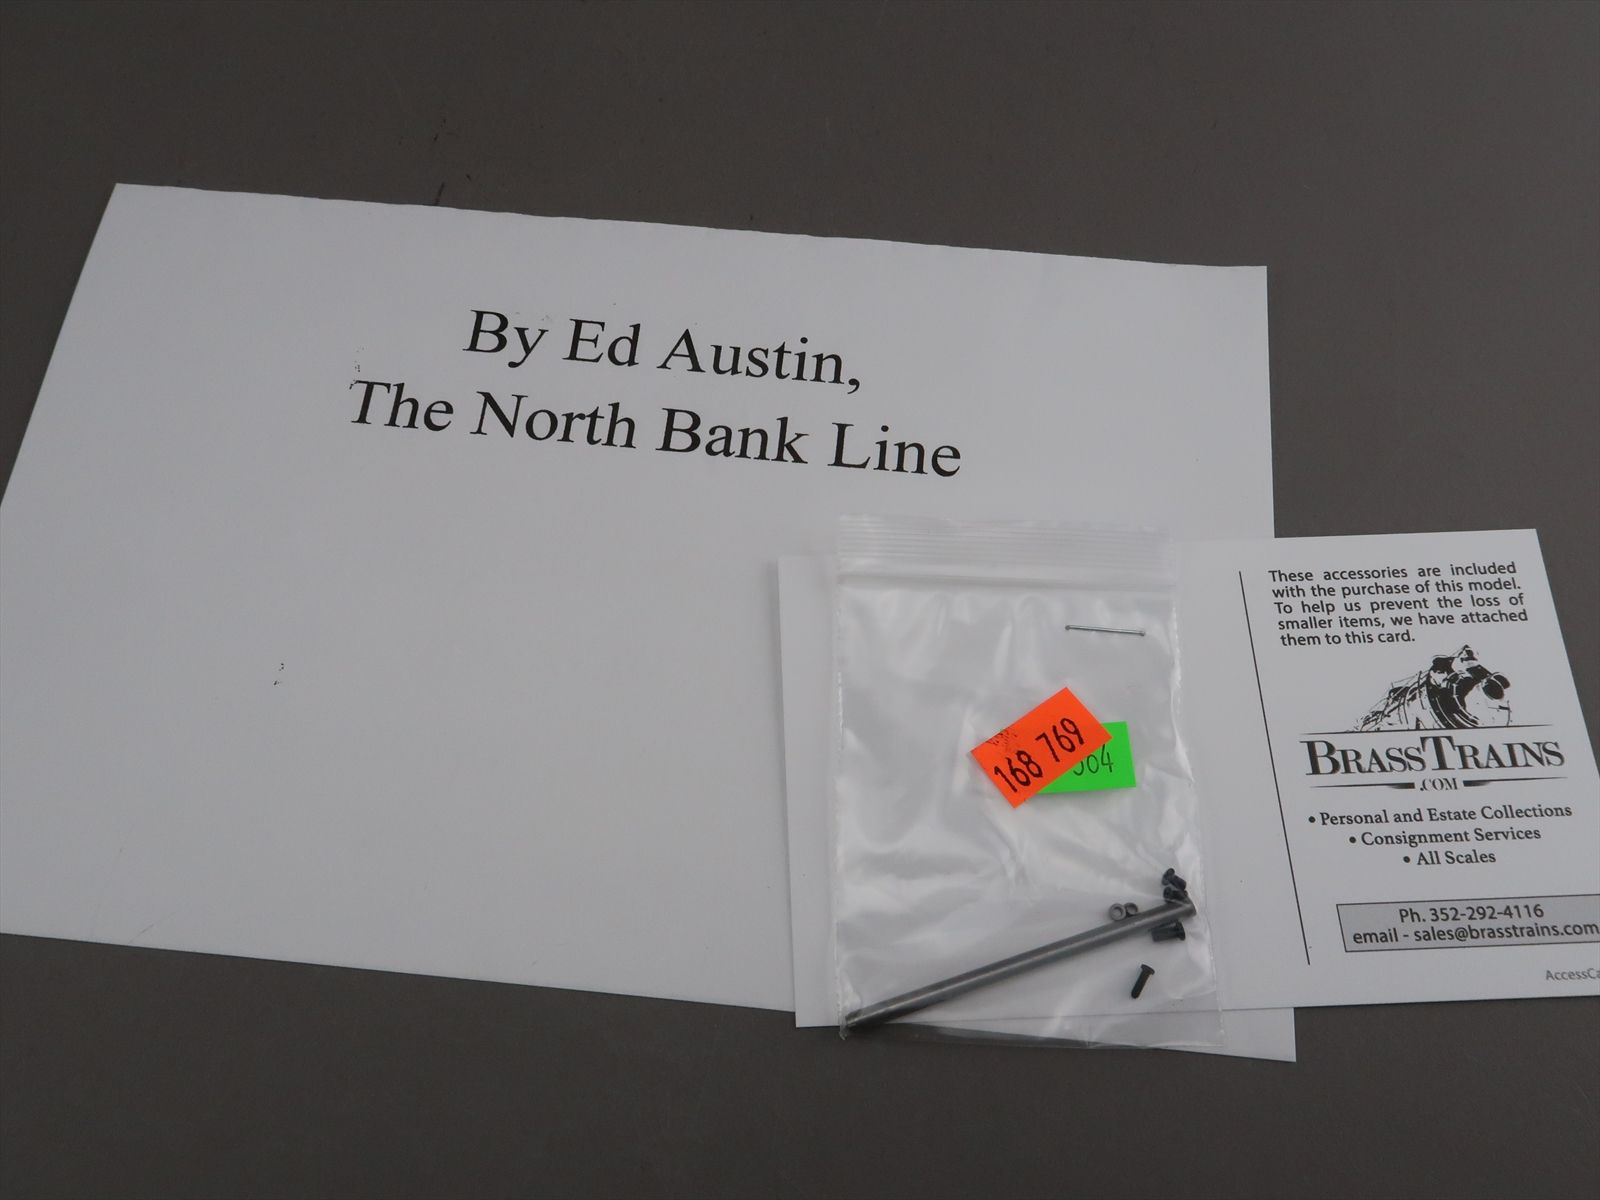 By Ed Austin,
The North Bank Line
168 769
These accessories are included
with the purchase of this model.
To help us prevent the loss of
smaller items, we have attached
them to this card.
BRASSTRAINS
.COM
• Personal and Estate Collections
• Consignment Services
• All Scales
Ph. 352-292-4116
email - sales@brasstrains.com